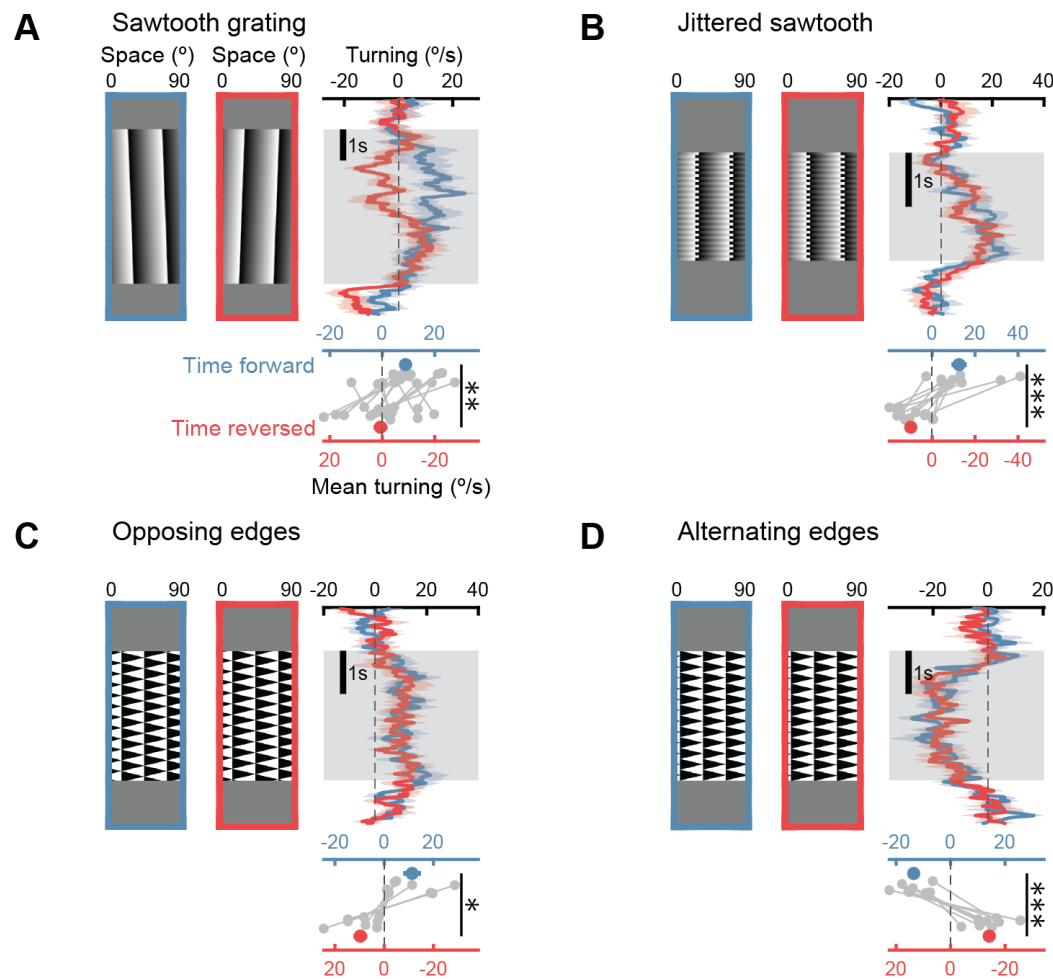 A
Sawtooth grating
Space (º) Space (º) Turning (º/s)
0 90 0 90 -20 0 20
1s
-20 0 20
Time forward
**
Time reversed
20 0 -20
Mean turning (º/s)
B
Jittered sawtooth
0 90 0 90 -20 0 20 40
1s
0 20 40
***
0 -20 -40
C
Opposing edges
0 90 0 90 -20 0 20 40
1s
-20 0 20
*
20 0 -20
D
Alternating edges
0 90 0 90 -20 0 20
1s
-20 0 20
***
20 0 -20